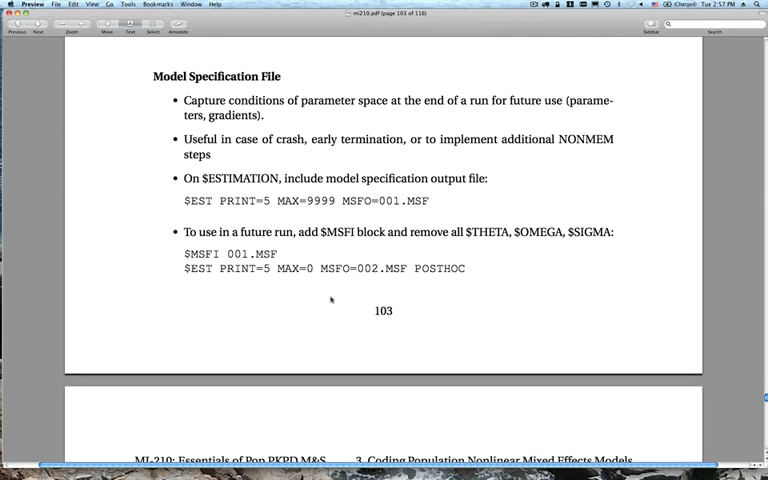 Preview File Edit View Go Tools Bookmarks Window Help
(Charged) Tue 2:57 PM
mi210.pdf (page 103 of 116)
Previous Next Zoom Move Text Select Annotate Sidebar Search
Model Specification File
• Capture conditions of parameter space at the end of a run for future use (parame-
ters, gradients).
• Useful in case of crash, early termination, or to implement additional NONMEM
steps
• On $ESTIMATION, include model specification output file:
$EST PRINT=5 MAX=9999 MSFO=001.MSF
• To use in a future run, add $MSFI block and remove all $THETA, $OMEGA, $SIGMA:
$MSFI 001.MSF
$EST PRINT=5 MAX=0 MSFO=002.MSF POSTHOC
103
MI-210: Essentials of Pop PKPD M&S 3. Coding Population Nonlinear Mixed Effects Models